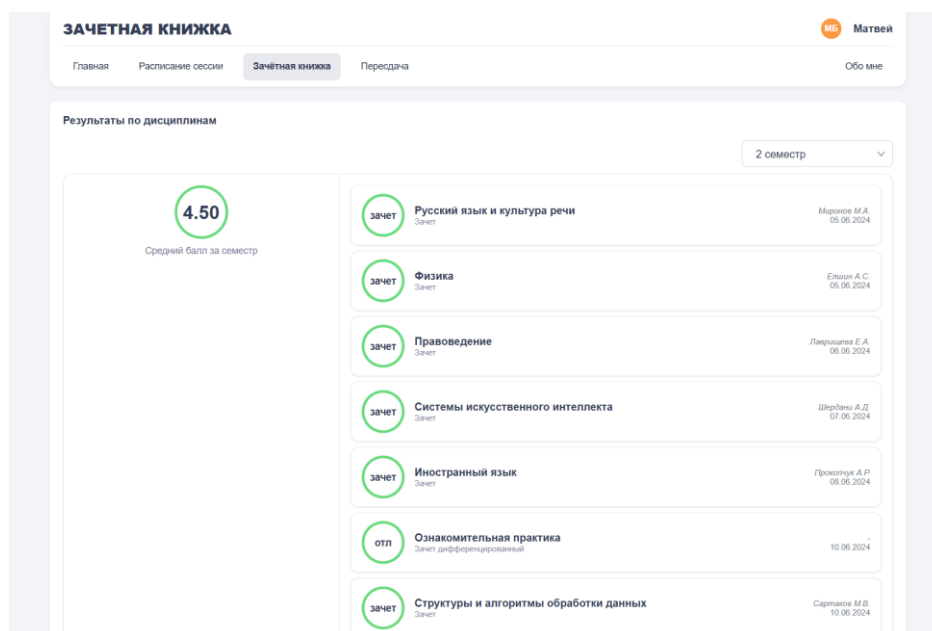 ЗАЧЕТНАЯ КНИЖКА
МБ Матвей
Главная Расписание сессии Зачётная книжка Пересдача Обо мне
Результаты по дисциплинам
2 семестр
4.50
Средний балл за семестр
зачет Русский язык и культура речи Миронов М.А.
Зачет 05.06.2024
зачет Физика Епишин А.С.
Зачет 05.06.2024
зачет Правоведение Лаврищева Е.А.
Зачет 06.06.2024
зачет Системы искусственного интеллекта Шердани А.Д.
Зачет 07.06.2024
зачет Иностранный язык Прокопчук А.Р.
Зачет 08.06.2024
отл Ознакомительная практика -
Зачет дифференцированный 10.06.2024
зачет Структуры и алгоритмы обработки данных Сартаков М.В.
Зачет 10.06.2024